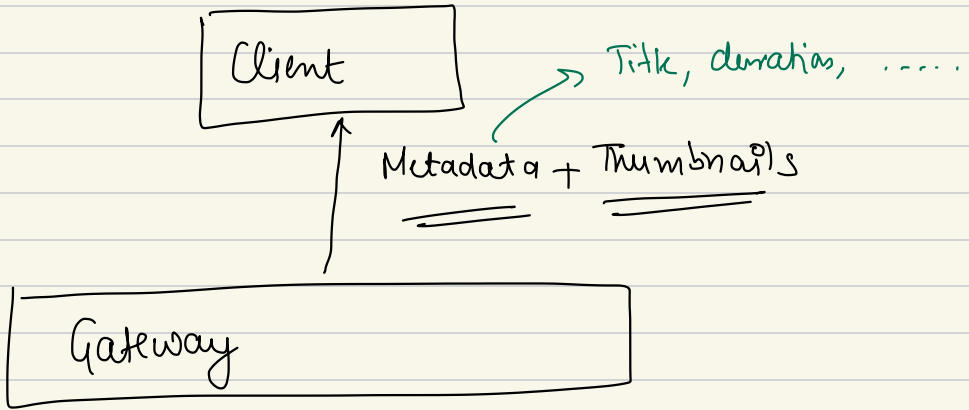 Client
Title, duration, .....
Metadata + Thumbnails
Gateway